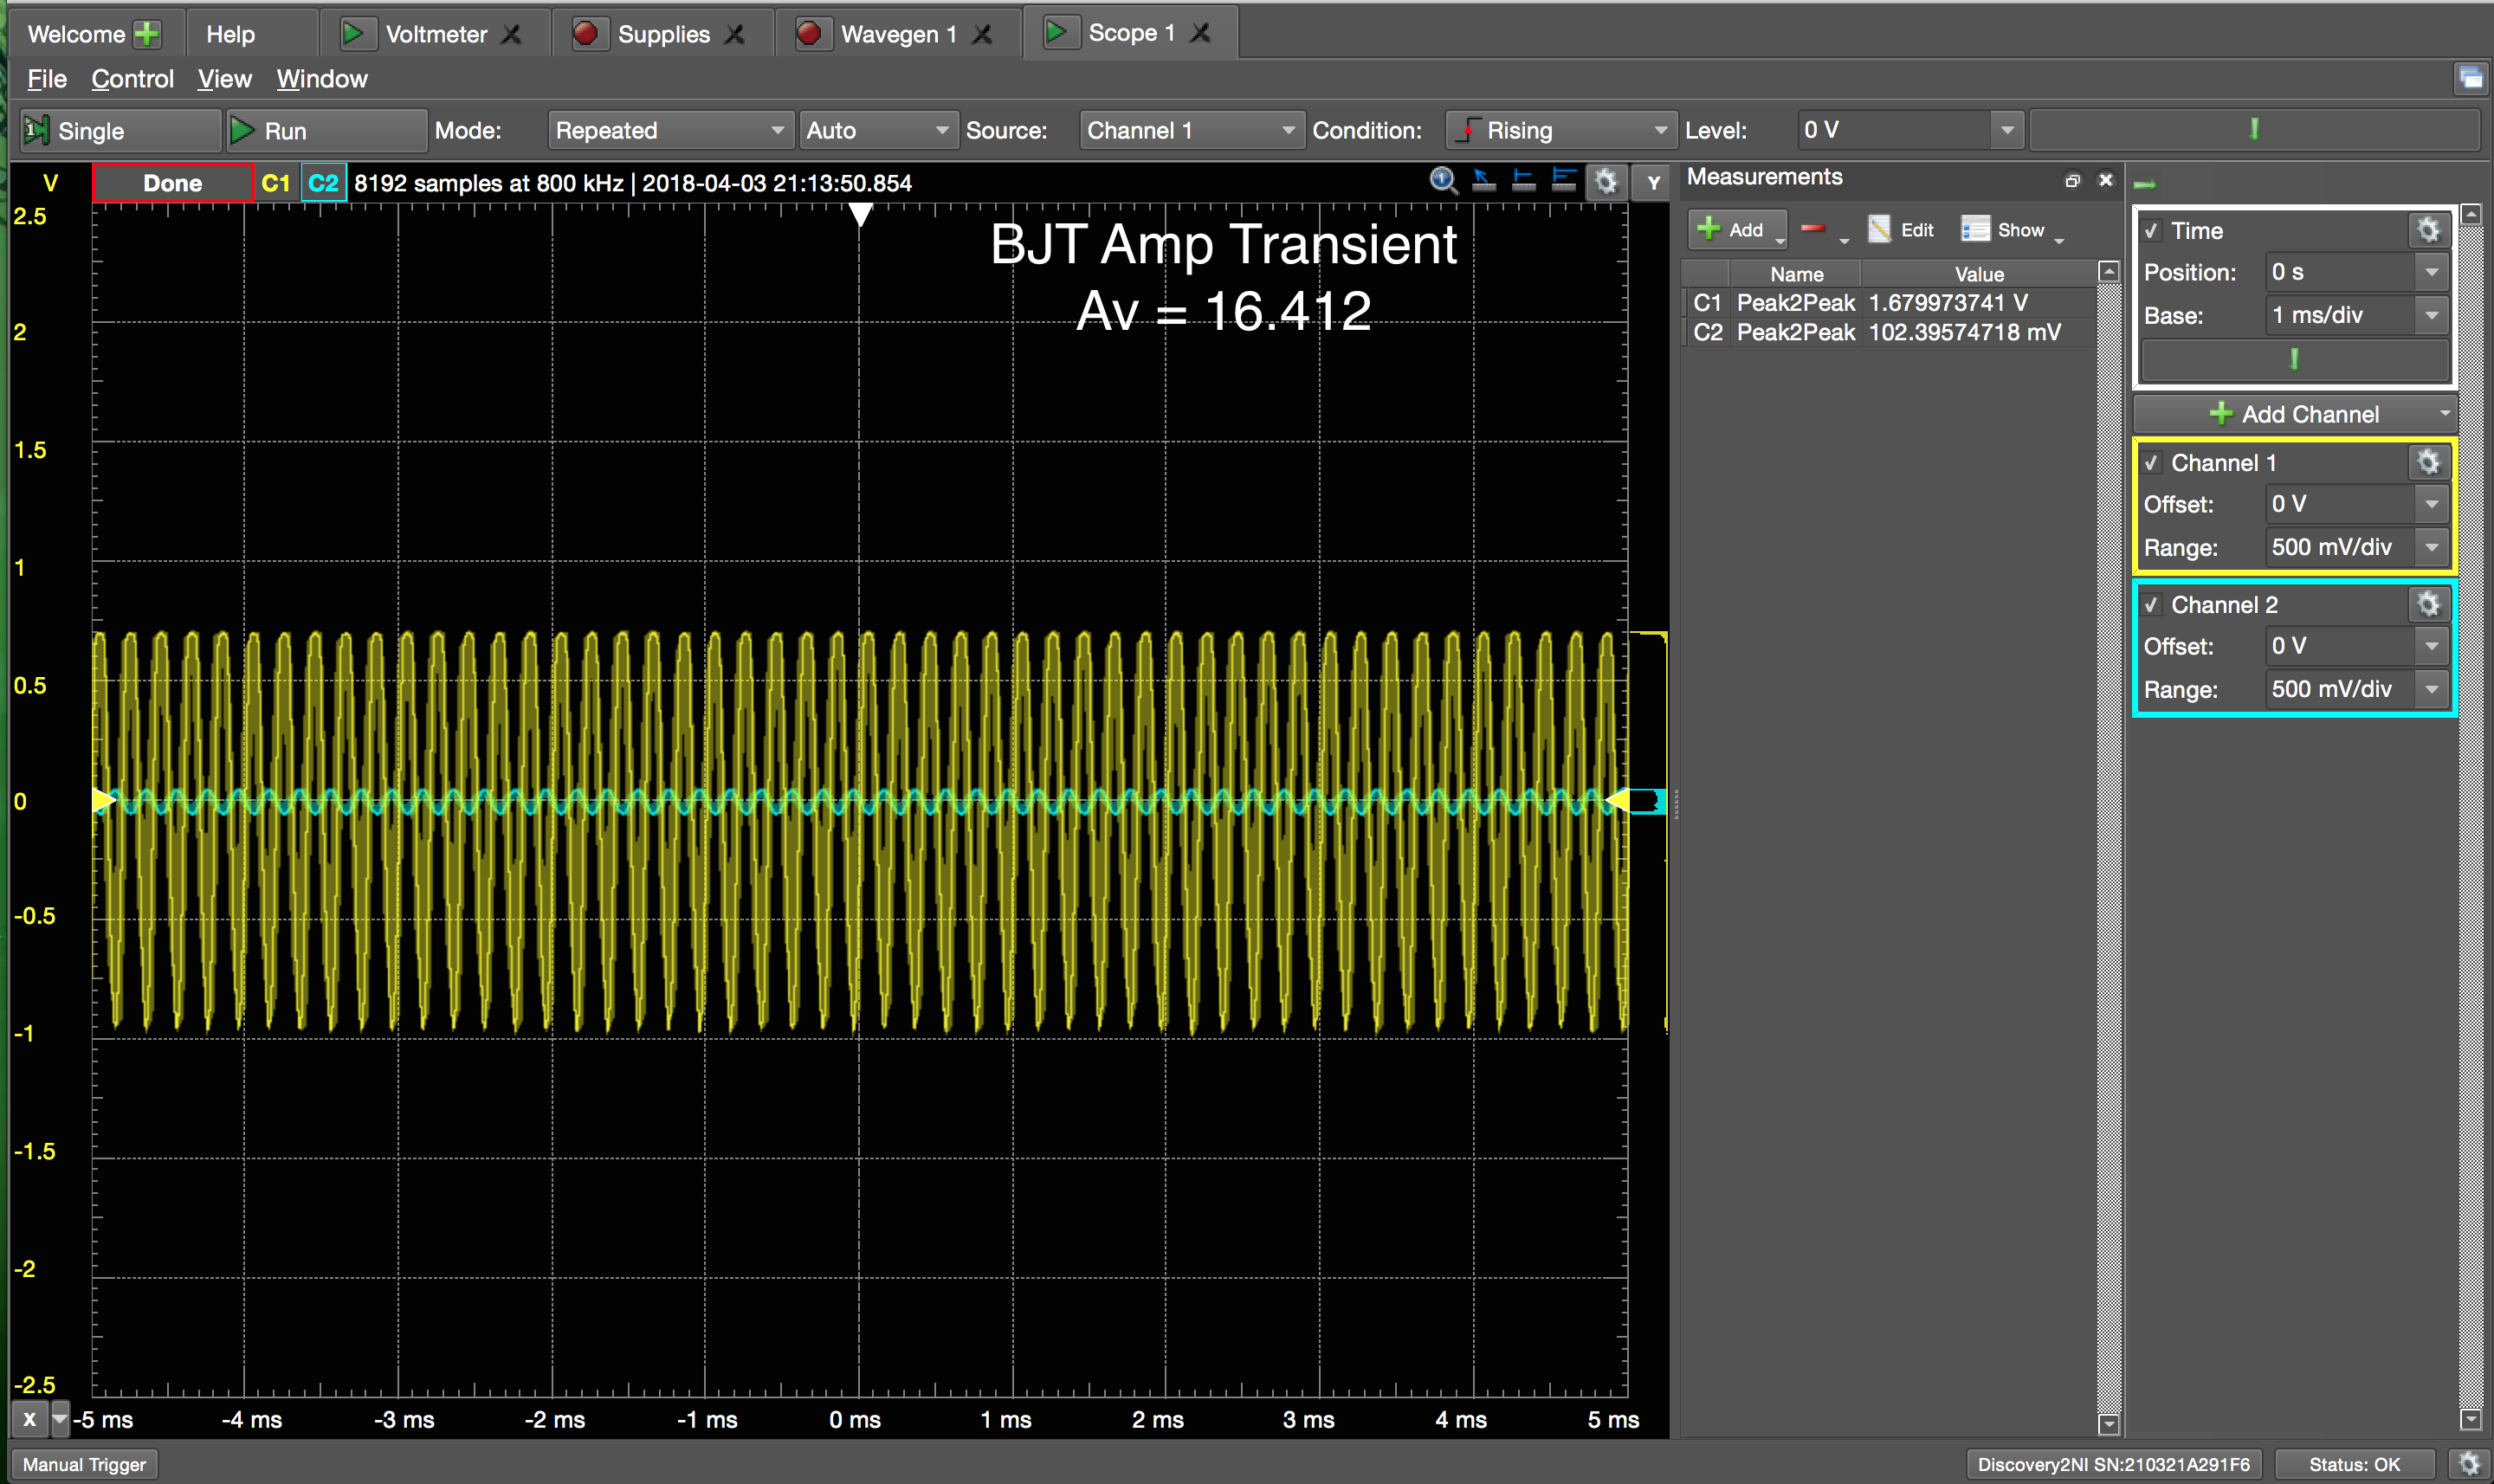 Welcome Help Voltmeter Supplies Wavegen 1 Scope 1
File Control View Window
1 Single Run Mode: Repeated Auto Source: Channel 1 Condition: Rising Level: 0 V
V Done C1 C2 8192 samples at 800 kHz | 2018-04-03 21:13:50.854 1 Y
BJT Amp Transient
Av = 16.412
2.5
2
1.5
1
0.5
0
-0.5
-1
-1.5
-2
-2.5
X -5 ms -4 ms -3 ms -2 ms -1 ms 0 ms 1 ms 2 ms 3 ms 4 ms 5 ms
Measurements
Add Edit Show
Name Value
C1 Peak2Peak 1.679973741 V
C2 Peak2Peak 102.39574718 mV
Time
Position: 0 s
Base: 1 ms/div
Add Channel
Channel 1
Offset: 0 V
Range: 500 mV/div
Channel 2
Offset: 0 V
Range: 500 mV/div
Manual Trigger Discovery2NI SN:210321A291F6 Status: OK